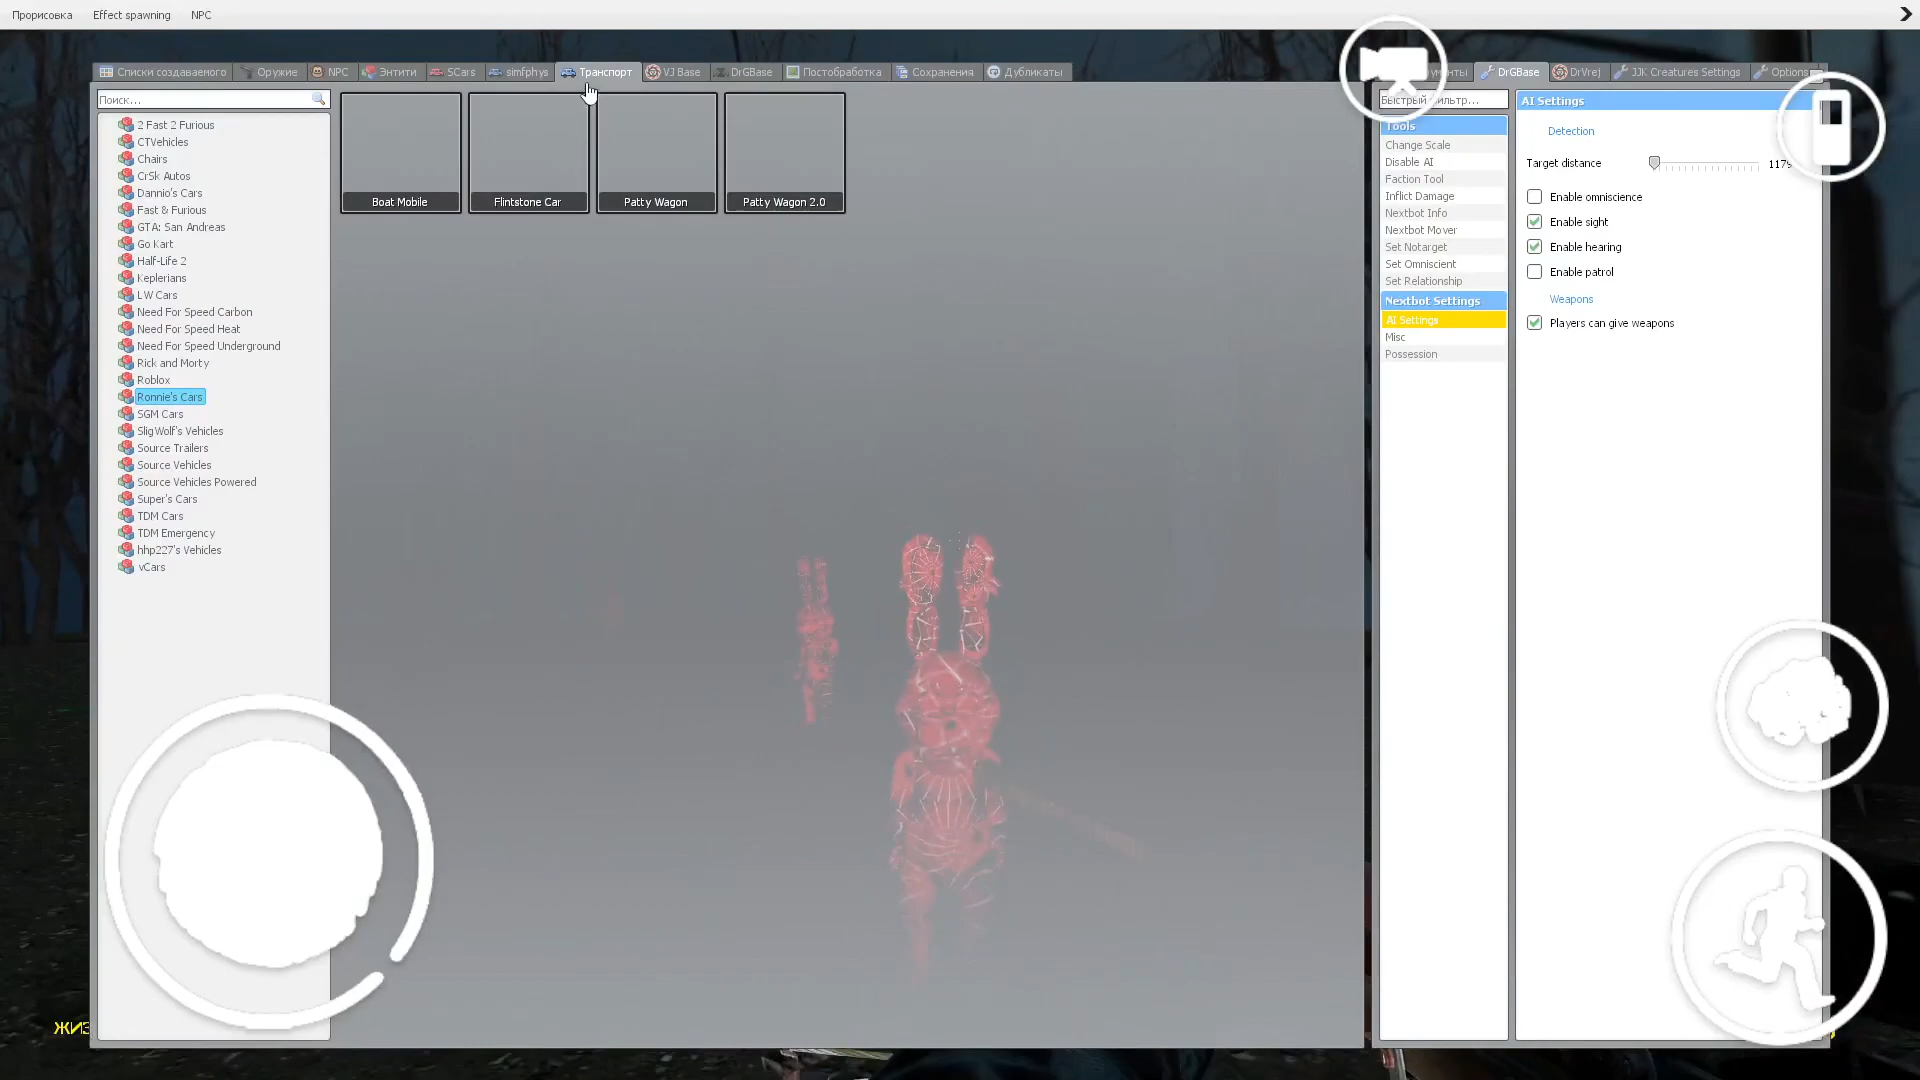 Прорисовка Effect spawning NPC
Списки создаваемого Оружие NPC Энтити SCars simfphys Транспорт VJ Base DrGBase Постобработка Сохранения Дубликаты
DrGBase DrVrej JJK Creatures Settings Options
Поиск...
2 Fast 2 Furious
CTVehicles
Chairs
CrSk Autos
Dannio's Cars
Fast & Furious
GTA: San Andreas
Go Kart
Half-Life 2
Keplerians
LW Cars
Need For Speed Carbon
Need For Speed Heat
Need For Speed Underground
Rick and Morty
Roblox
Ronnie's Cars
SGM Cars
SligWolf's Vehicles
Source Trailers
Source Vehicles
Source Vehicles Powered
Super's Cars
TDM Cars
TDM Emergency
hhp227's Vehicles
vCars
Boat Mobile Flintstone Car Patty Wagon Patty Wagon 2.0
Быстрый фильтр...
Tools
Change Scale
Disable AI
Faction Tool
Inflict Damage
Nextbot Info
Nextbot Mover
Set Notarget
Set Omniscient
Set Relationship
Nextbot Settings
AI Settings
Misc
Possession
AI Settings
Detection
Target distance
Enable omniscience
Enable sight
Enable hearing
Enable patrol
Weapons
Players can give weapons